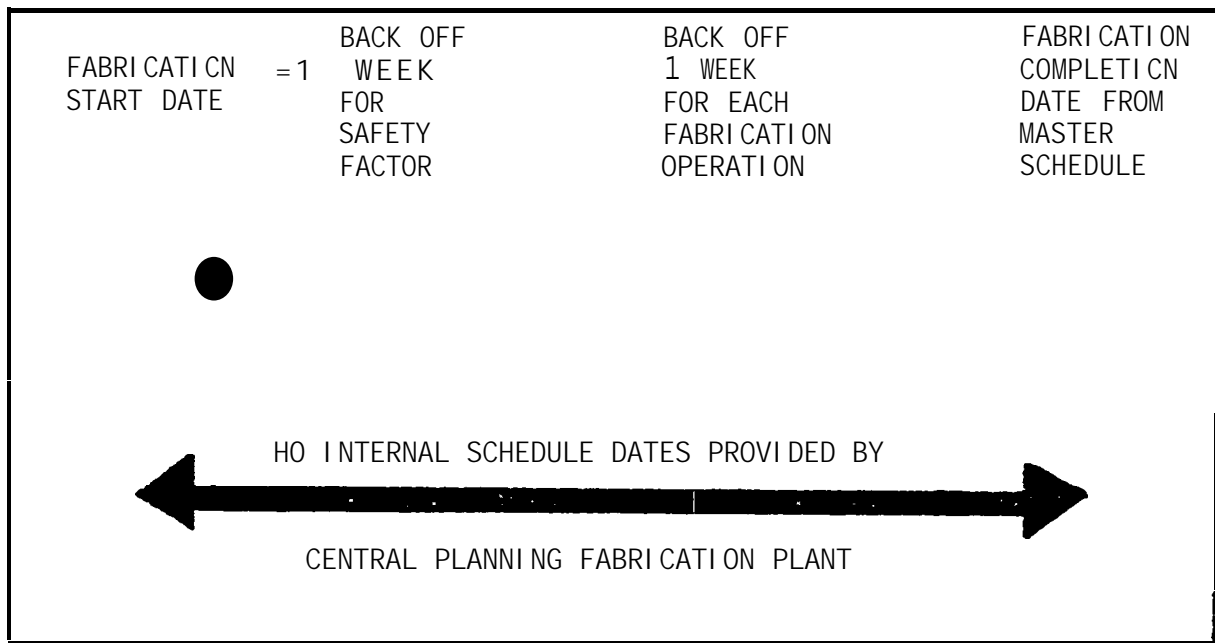 FABRICATICN
START DATE
=1
BACK OFF
WEEK
FOR
SAFETY
FACTOR
BACK OFF
1 WEEK
FOR EACH
FABRICATION
OPERATION
FABRICATION
COMPLETICN
DATE FROM
MASTER
SCHEDULE
HO INTERNAL SCHEDULE DATES PROVIDED BY
CENTRAL PLANNING FABRICATION PLANT